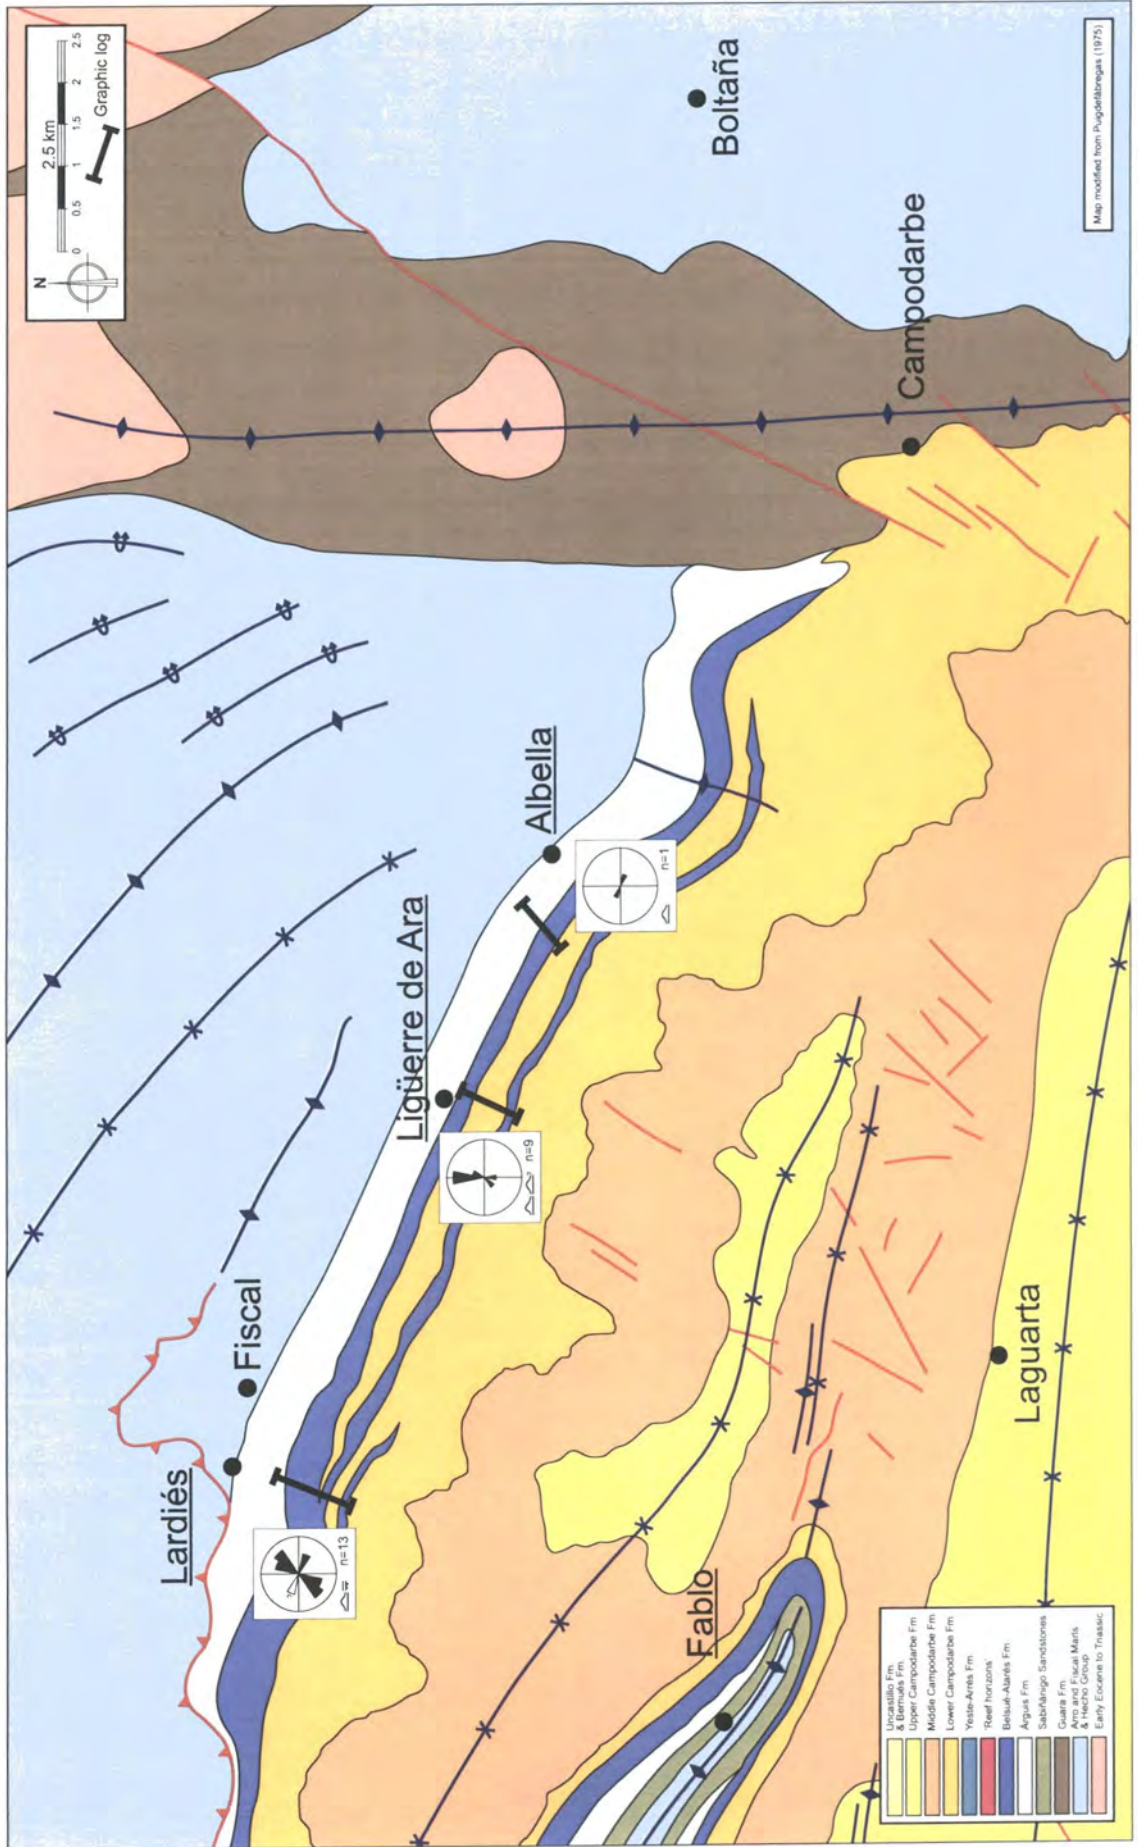 N
2.5 km
0
0.5
1
1.5
2
2.5
Graphic log
Boltaña
Campodarbe
Albella
n=1
Ligüerre de Ara
n=9
Fiscal
Lardiés
n=13
Laguarta
Fablo
Uncastillo Fm.
& Bernués Fm.
Upper Campodarbe Fm
Middle Campodarbe Fm
Lower Campodarbe Fm
Yeste-Arrés Fm
'Reef horizons'
Belsué-Atarés Fm
Arguis Fm
Sabiñánigo Sandstones
Guara Fm
Arro and Fiscal Marls
& Hecho Group
Early Eocene to Triassic
Map modified from Puigdefàbregas (1975)